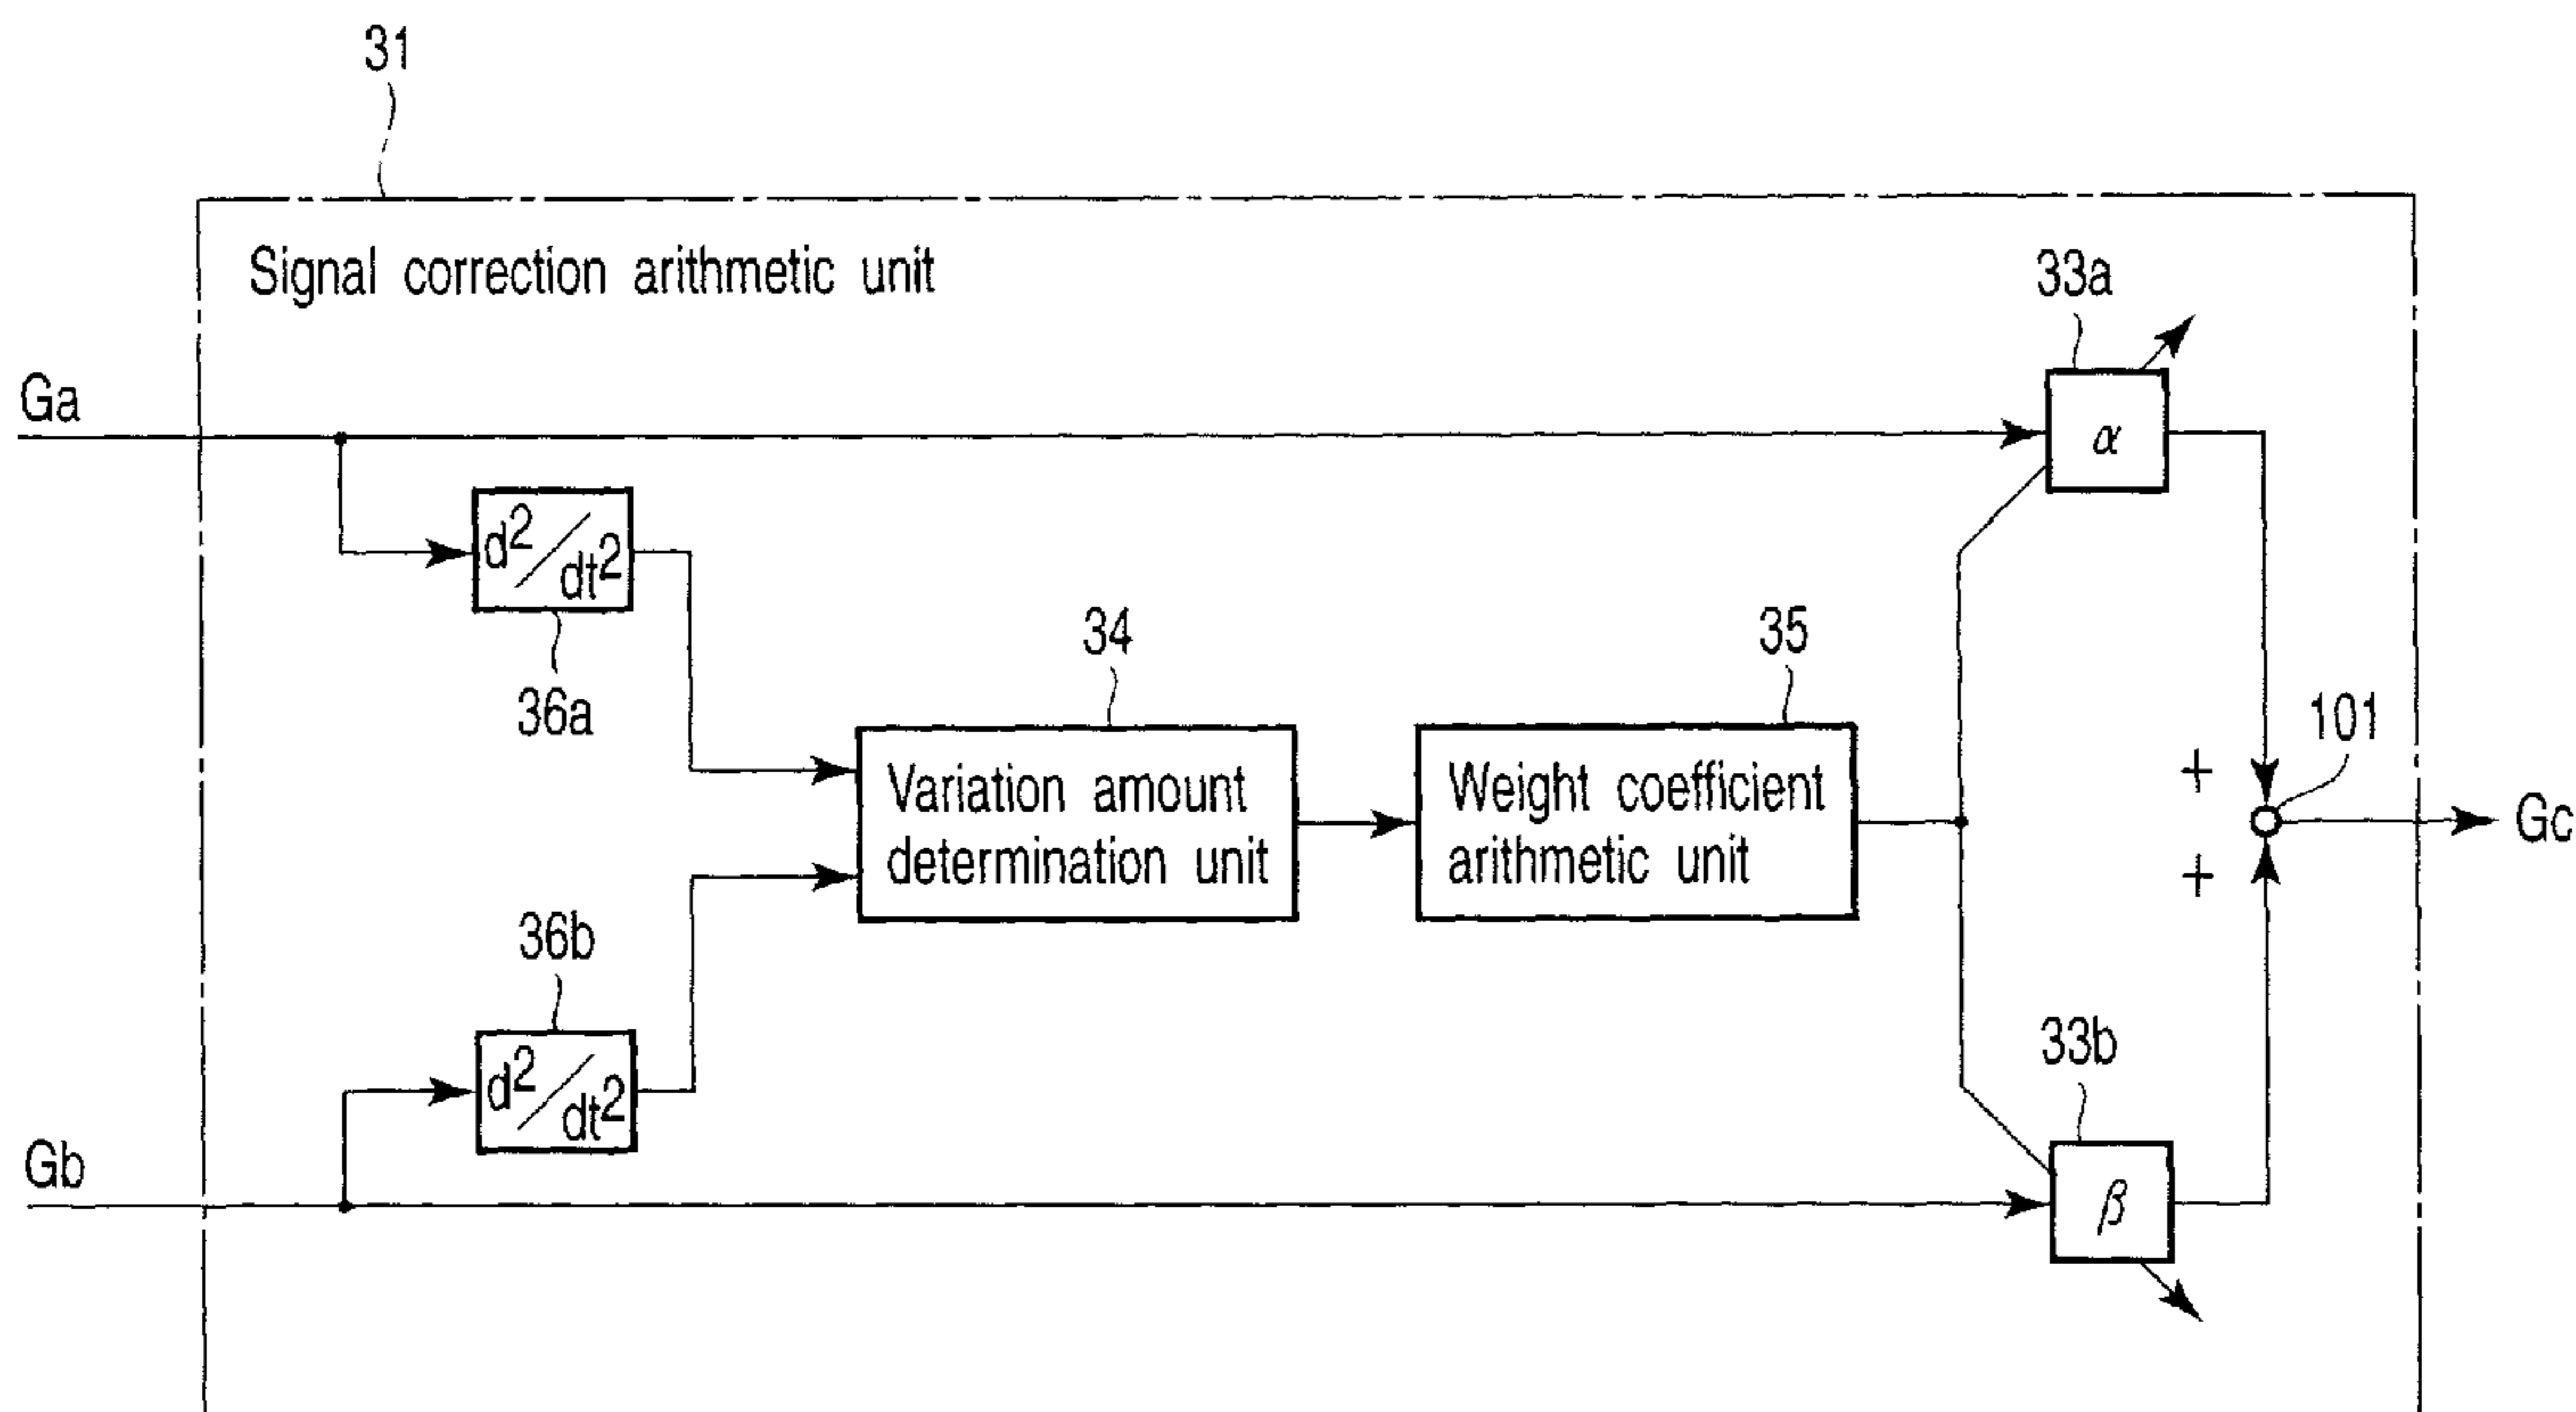 31
Signal correction arithmetic unit
33a
Ga
α
d²/dt²
36a
34
35
101
Variation amount
determination unit
Weight coefficient
arithmetic unit
+
+
Gc
36b
d²/dt²
33b
Gb
β